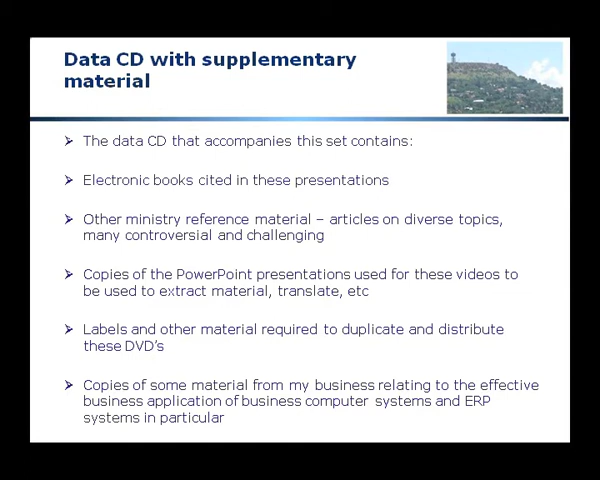 Data CD with supplementary
material
The data CD that accompanies this set contains:
Electronic books cited in these presentations
Other ministry reference material – articles on diverse topics,
many controversial and challenging
Copies of the PowerPoint presentations used for these videos to
be used to extract material, translate, etc
Labels and other material required to duplicate and distribute
these DVD's
Copies of some material from my business relating to the effective
business application of business computer systems and ERP
systems in particular